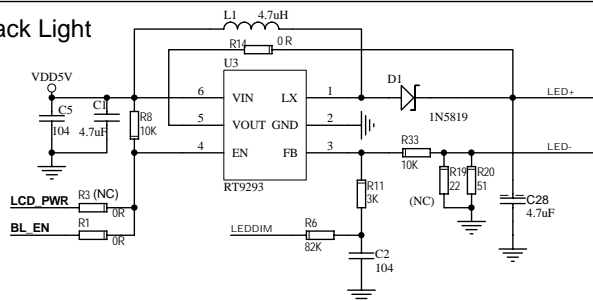 ack Light
L1 4.7uH
R14 0 R
U3
VDD5V
D1
6 VIN LX 1
LED+
C5 C1
R8
1N5819
104
4.7uF
10K
5 VOUT GND 2
4 EN FB 3
R33
LED-
10K
RT9293
R19 R20
22 51
R11
3K
(NC)
C28
4.7uF
LCD_PWR R3 (NC)
0R
BL_EN R1
0R
LEDDIM R6
82K
C2
104